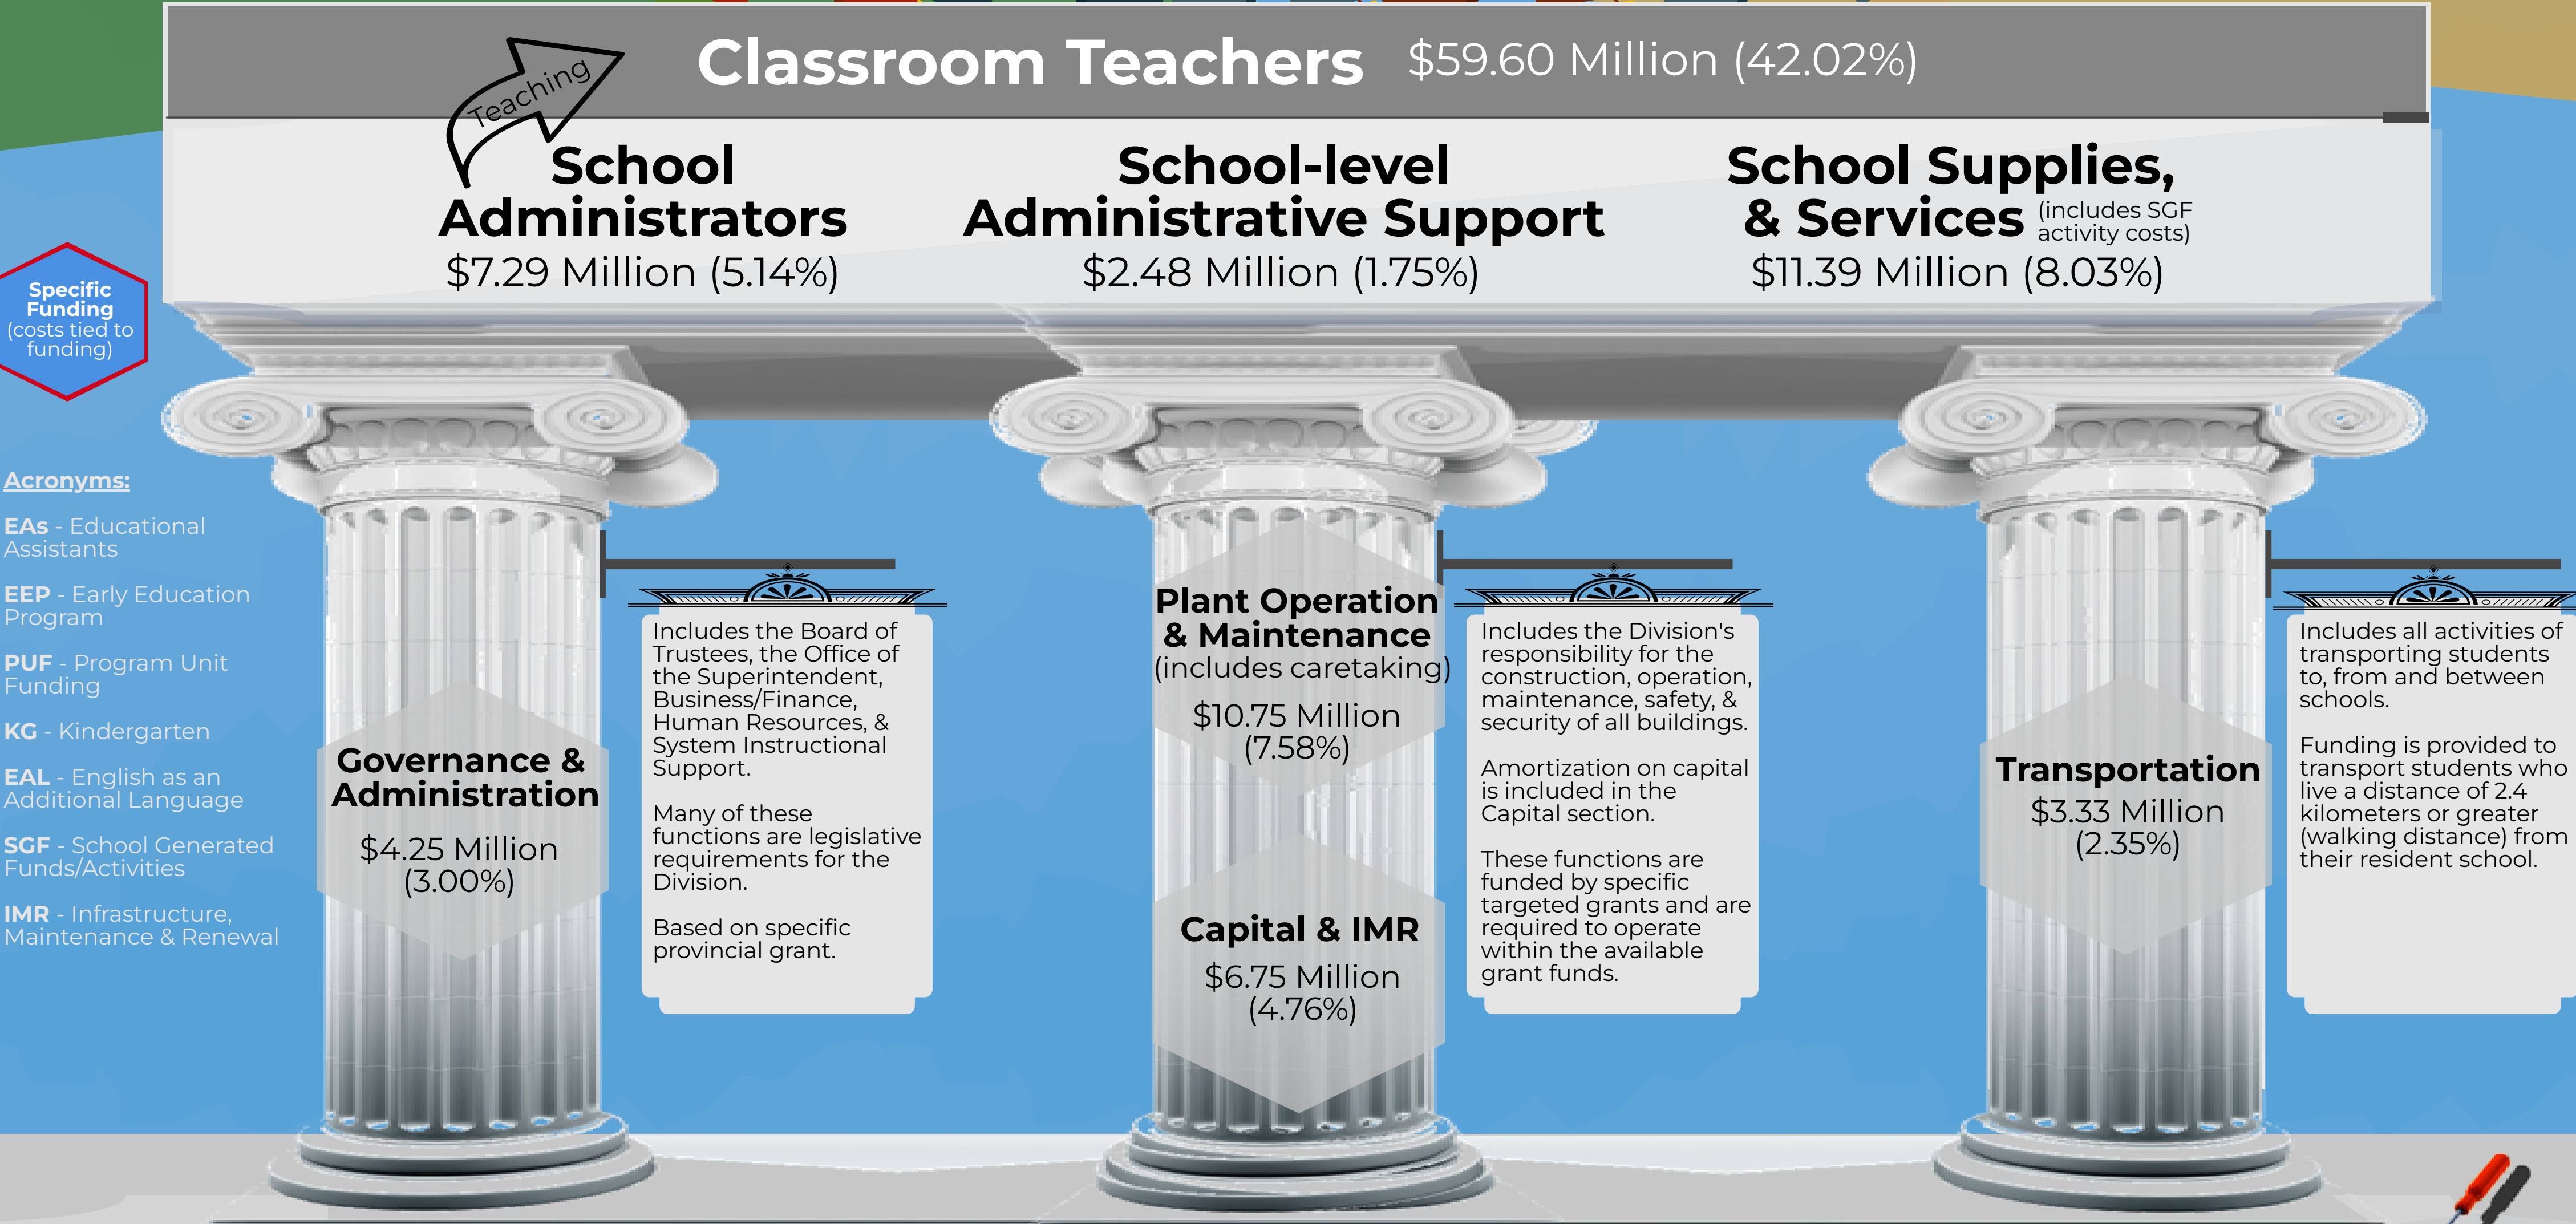 Classroom Teachers $59.60 Million (42.02%)
Teaching
School
Administrators
$7.29 Million (5.14%)
School-level
Administrative Support
$2.48 Million (1.75%)
School Supplies,
& Services (includes SGF
activity costs)
$11.39 Million (8.03%)
Specific
Funding
(costs tied to
funding)
Acronyms:
EAs - Educational
Assistants
EEP - Early Education
Program
PUF - Program Unit
Funding
KG - Kindergarten
EAL - English as an
Additional Language
SGF - School Generated
Funds/Activities
IMR - Infrastructure,
Maintenance & Renewal
Governance &
Administration
$4.25 Million
(3.00%)
Includes the Board of
Trustees, the Office of
the Superintendent,
Business/Finance,
Human Resources, &
System Instructional
Support.
Many of these
functions are legislative
requirements for the
Division.
Based on specific
provincial grant.
Plant Operation
& Maintenance
(includes caretaking)
$10.75 Million
(7.58%)
Capital & IMR
$6.75 Million
(4.76%)
Includes the Division's
responsibility for the
construction, operation,
maintenance, safety, &
security of all buildings.
Amortization on capital
is included in the
Capital section.
These functions are
funded by specific
targeted grants and are
required to operate
within the available
grant funds.
Transportation
$3.33 Million
(2.35%)
Includes all activities of
transporting students
to, from and between
schools.
Funding is provided to
transport students who
live a distance of 2.4
kilometers or greater
(walking distance) from
their resident school.